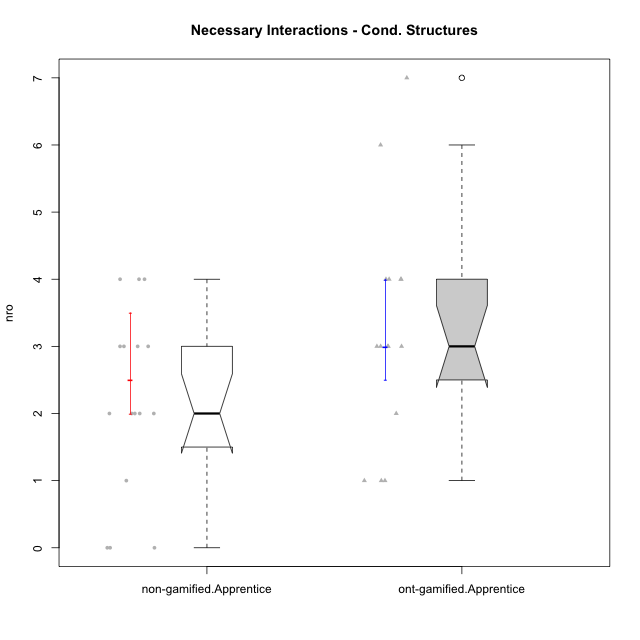 Necessary Interactions - Cond. Structures
7
6
5
4
3
2
1
0
nro
non-gamified.Apprentice
ont-gamified.Apprentice